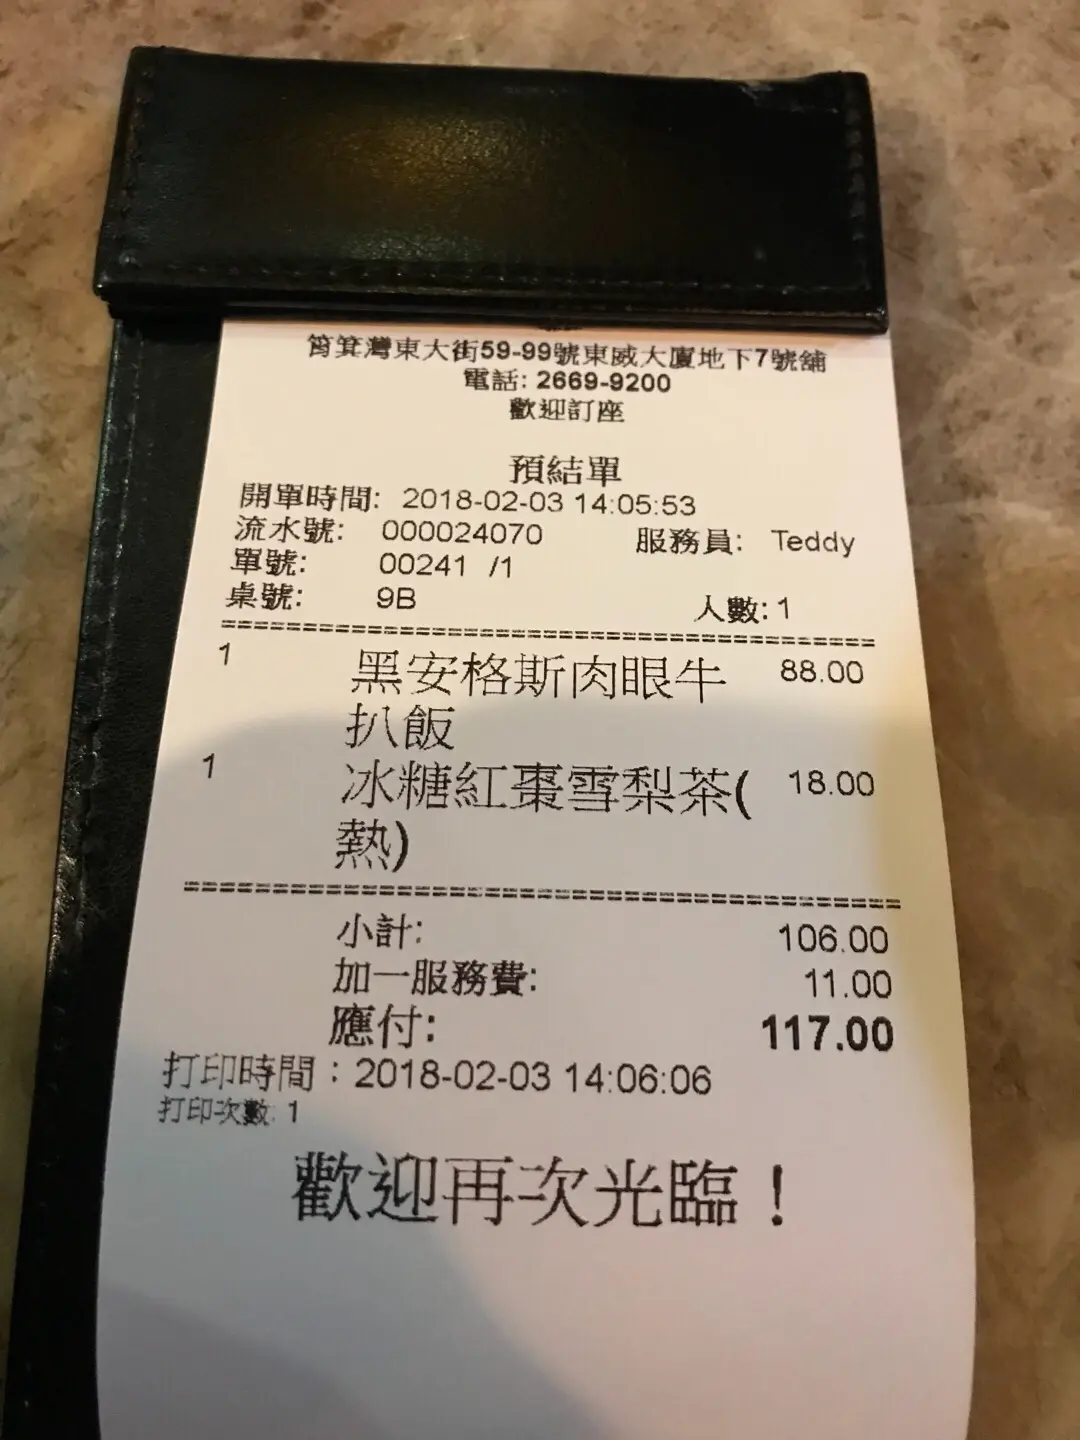 筲箕灣東大街59-99號東威大廈地下7號舖
電話: 2669-9200
歡迎訂座
預結單
開單時間: 2018-02-03 14:05:53
流水號: 000024070 服務員: Teddy
單號: 00241 /1
桌號: 9B 人數: 1
1 黑安格斯肉眼牛 88.00
扒飯
1 冰糖紅棗雪梨茶( 18.00
熱)
小計: 106.00
加一服務費: 11.00
應付: 117.00
打印時間：2018-02-03 14:06:06
打印次數: 1
歡迎再次光臨！